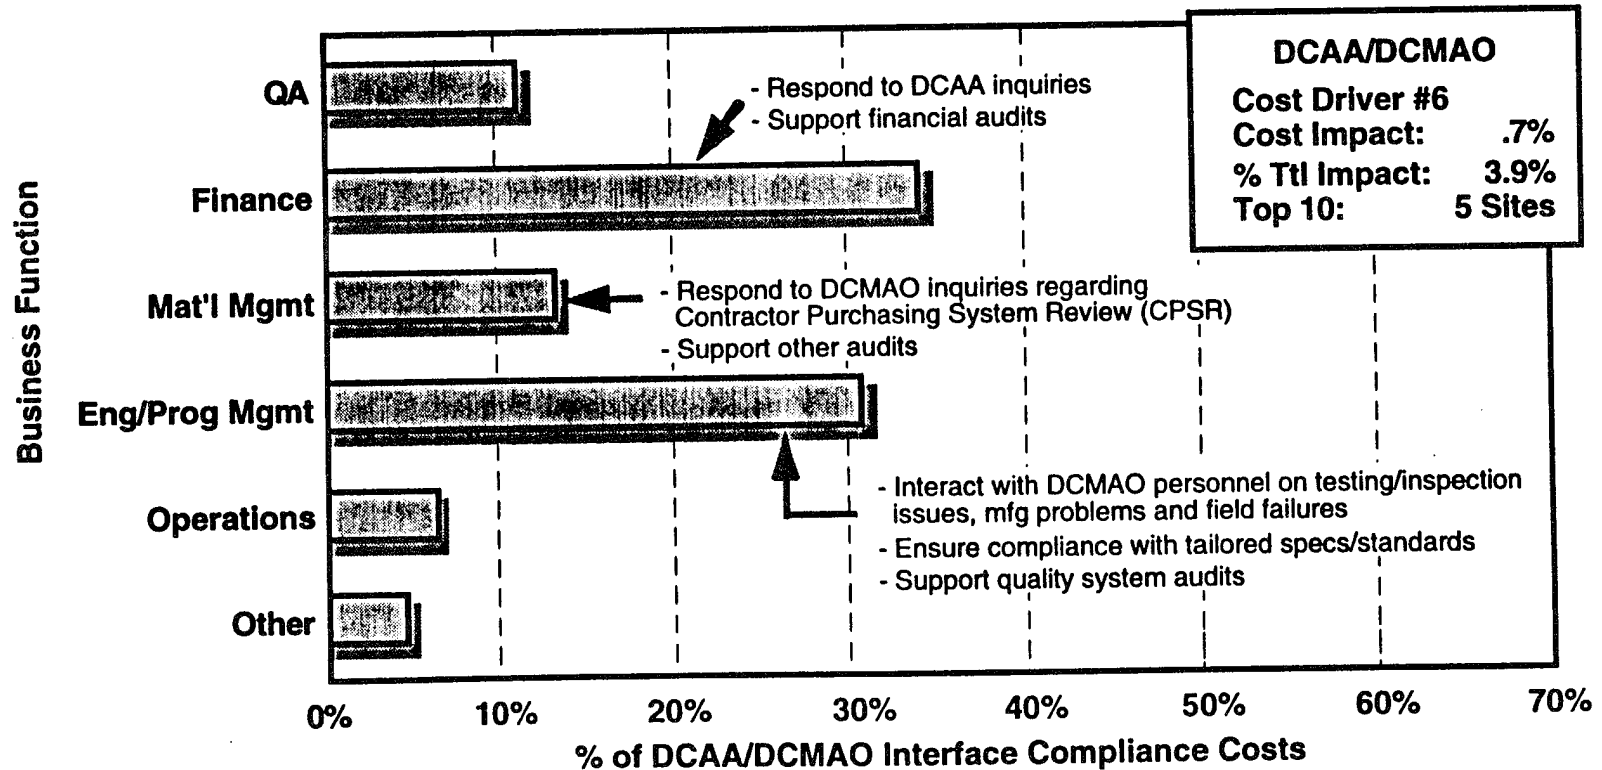 DCAA/DCMAO
Cost Driver #6
Cost Impact: .7%
% Ttl Impact: 3.9%
Top 10: 5 Sites
Business Function
QA
- Respond to DCAA inquiries
- Support financial audits
Finance
Mat'l Mgmt
- Respond to DCMAO inquiries regarding
Contractor Purchasing System Review (CPSR)
- Support other audits
Eng/Prog Mgmt
- Interact with DCMAO personnel on testing/inspection
issues, mfg problems and field failures
- Ensure compliance with tailored specs/standards
- Support quality system audits
Operations
Other
0% 10% 20% 30% 40% 50% 60% 70%
% of DCAA/DCMAO Interface Compliance Costs